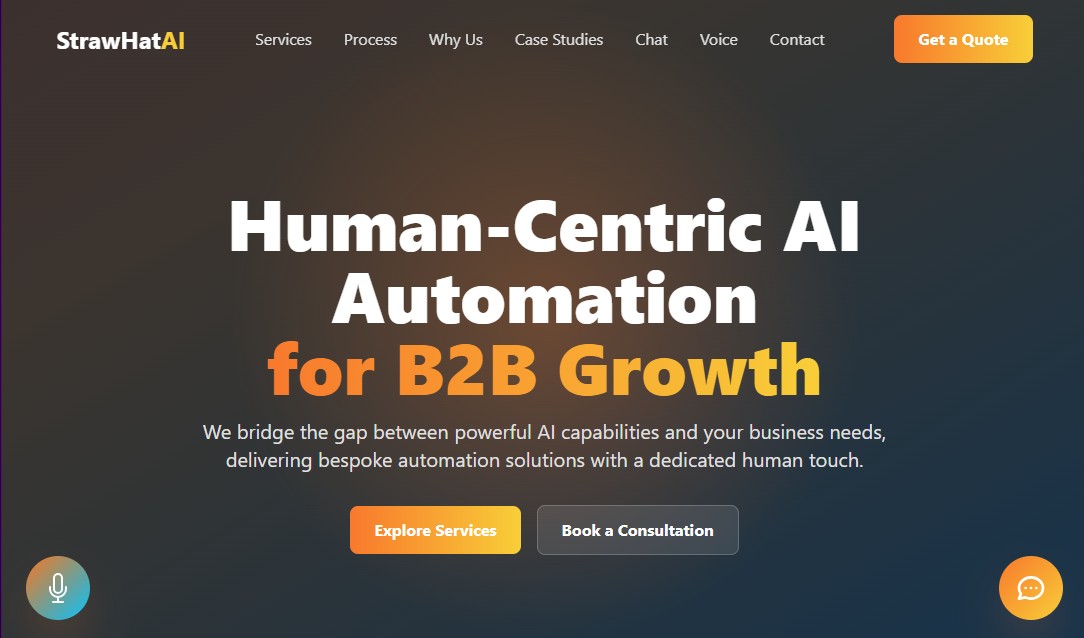 StrawHatAI
Services
Process
Why Us
Case Studies
Chat
Voice
Contact
Get a Quote
Human-Centric AI
Automation
for B2B Growth
We bridge the gap between powerful AI capabilities and your business needs,
delivering bespoke automation solutions with a dedicated human touch.
Explore Services
Book a Consultation